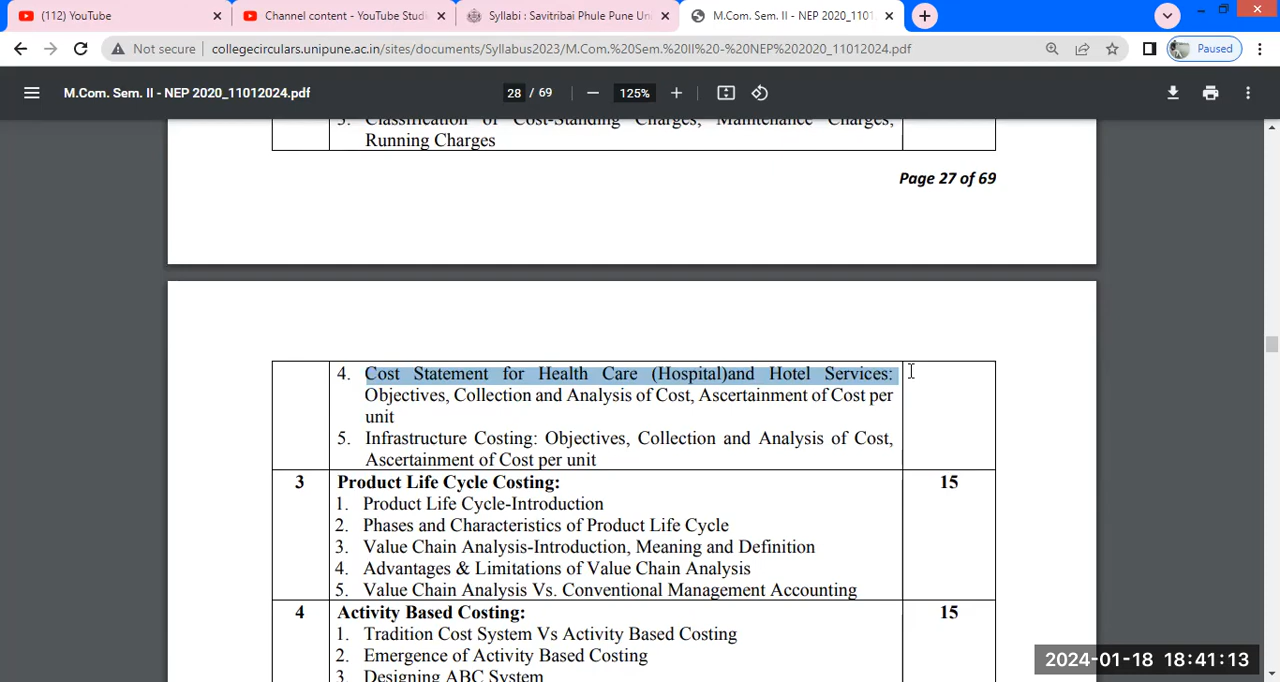 (112) YouTube
Channel content - YouTube Studi
Syllabi : Savitribai Phule Pune Un
M.Com. Sem. II - NEP 2020_1101
Not secure
collegecirculars.unipune.ac.in/sites/documents/Syllabus2023/M.Com.%20Sem.%20II%20-%20NEP%202020_11012024.pdf
Paused
M.Com. Sem. II - NEP 2020_11012024.pdf
28 / 69
125%
3. Classification of Cost-Standing Charges, Maintenance Charges,
Running Charges
Page 27 of 69
4. Cost Statement for Health Care (Hospital)and Hotel Services:
Objectives, Collection and Analysis of Cost, Ascertainment of Cost per
unit
5. Infrastructure Costing: Objectives, Collection and Analysis of Cost,
Ascertainment of Cost per unit
3 Product Life Cycle Costing: 15
1. Product Life Cycle-Introduction
2. Phases and Characteristics of Product Life Cycle
3. Value Chain Analysis-Introduction, Meaning and Definition
4. Advantages & Limitations of Value Chain Analysis
5. Value Chain Analysis Vs. Conventional Management Accounting
4 Activity Based Costing: 15
1. Tradition Cost System Vs Activity Based Costing
2. Emergence of Activity Based Costing
3. Designing ABC System
2024-01-18 18:41:13